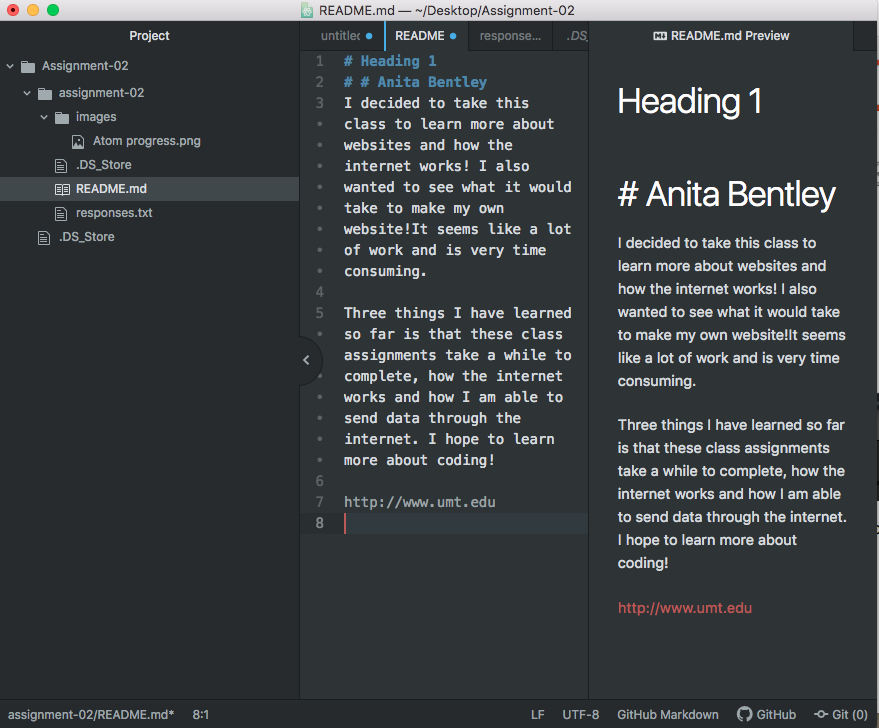 README.md — ~/Desktop/Assignment-02
Project
Assignment-02
assignment-02
images
Atom progress.png
.DS_Store
README.md
responses.txt
.DS_Store
untitled README response... .DS_
1 # Heading 1
2 # # Anita Bentley
3 I decided to take this
• class to learn more about
• websites and how the
• internet works! I also
• wanted to see what it would
• take to make my own
• website!It seems like a lot
• of work and is very time
• consuming.
4
5 Three things I have learned
• so far is that these class
• assignments take a while to
• complete, how the internet
• works and how I am able to
• send data through the
• internet. I hope to learn
• more about coding!
6
7 http://www.umt.edu
8
README.md Preview
Heading 1
# Anita Bentley
I decided to take this class to
learn more about websites and
how the internet works! I also
wanted to see what it would take
to make my own website!It seems
like a lot of work and is very time
consuming.
Three things I have learned so far
is that these class assignments
take a while to complete, how the
internet works and how I am able
to send data through the internet.
I hope to learn more about
coding!
http://www.umt.edu
assignment-02/README.md* 8:1 LF UTF-8 GitHub Markdown GitHub Git (0)